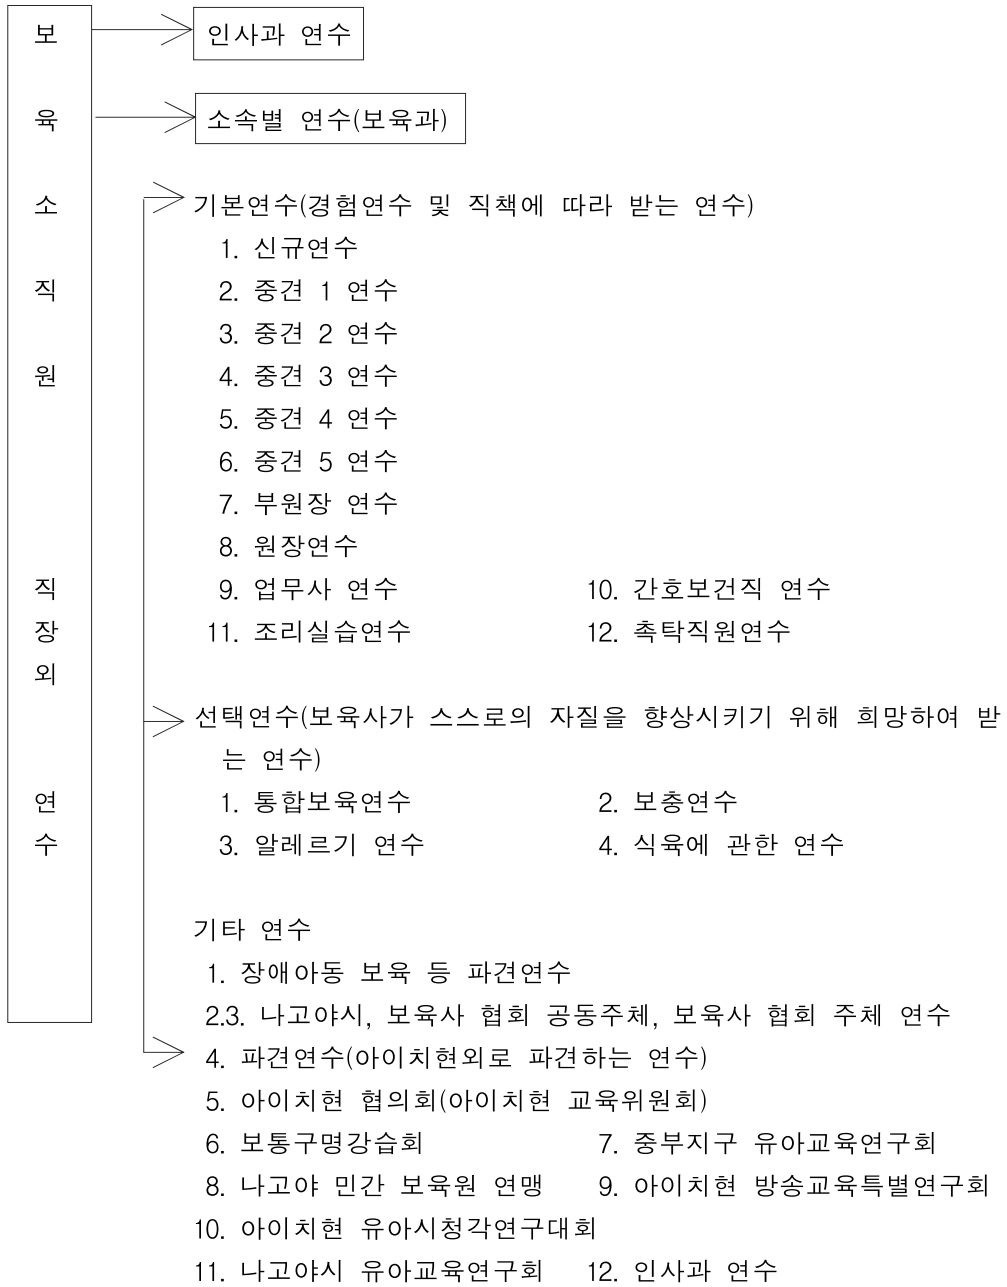 보육소직원 직장외 연수
인사과 연수
소속별 연수(보육과)
기본연수(경험연수 및 직책에 따라 받는 연수)
1. 신규연수
2. 중견 1 연수
3. 중견 2 연수
4. 중견 3 연수
5. 중견 4 연수
6. 중견 5 연수
7. 부원장 연수
8. 원장연수
9. 업무사 연수 10. 간호보건직 연수
11. 조리실습연수 12. 촉탁직원연수
선택연수(보육사가 스스로의 자질을 향상시키기 위해 희망하여 받
는 연수)
1. 통합보육연수 2. 보충연수
3. 알레르기 연수 4. 식육에 관한 연수
기타 연수
1. 장애아동 보육 등 파견연수
2.3. 나고야시, 보육사 협회 공동주체, 보육사 협회 주체 연수
4. 파견연수(아이치현외로 파견하는 연수)
5. 아이치현 협의회(아이치현 교육위원회)
6. 보통구명강습회 7. 중부지구 유아교육연구회
8. 나고야 민간 보육원 연맹 9. 아이치현 방송교육특별연구회
10. 아이치현 유아시청각연구대회
11. 나고야시 유아교육연구회 12. 인사과 연수